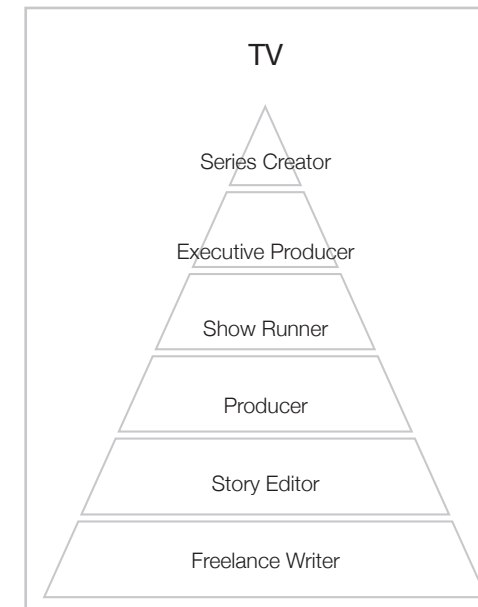 TV
Series Creator
Executive Producer
Show Runner
Producer
Story Editor
Freelance Writer